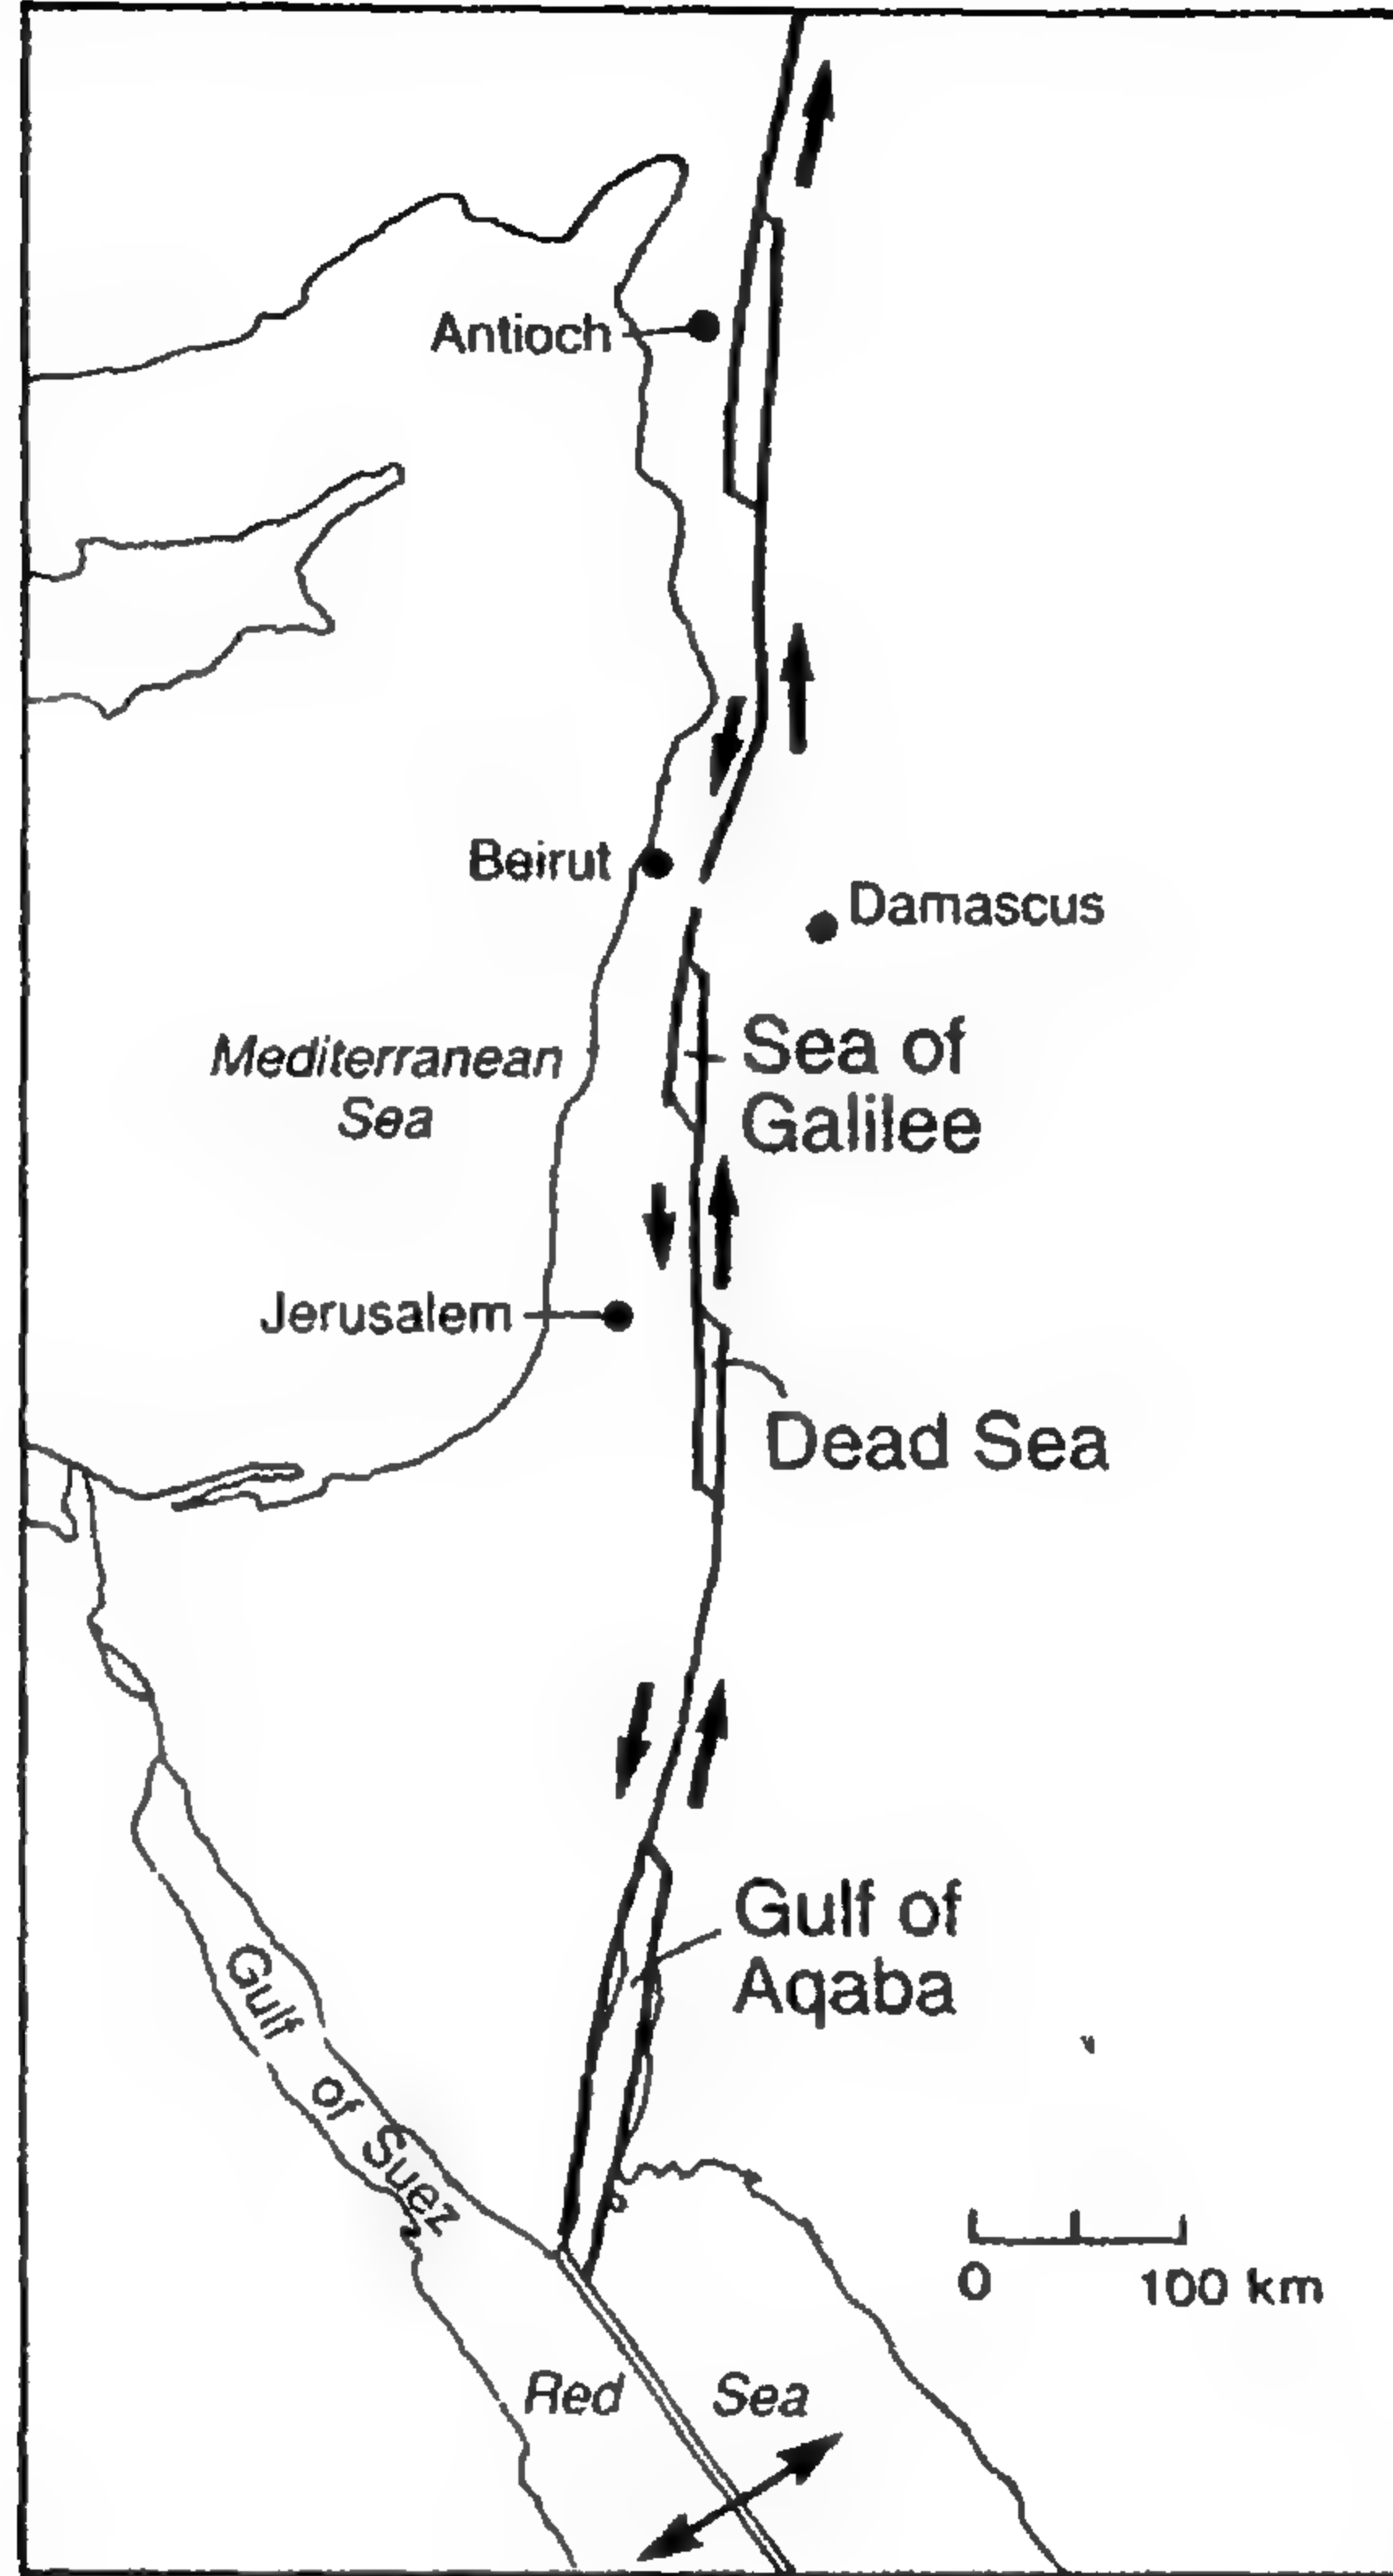 Antioch
Beirut
Damascus
Mediterranean
Sea
Sea of
Galilee
Jerusalem
Dead Sea
Gulf of
Aqaba
Gulf of Suez
0 100 km
Red Sea